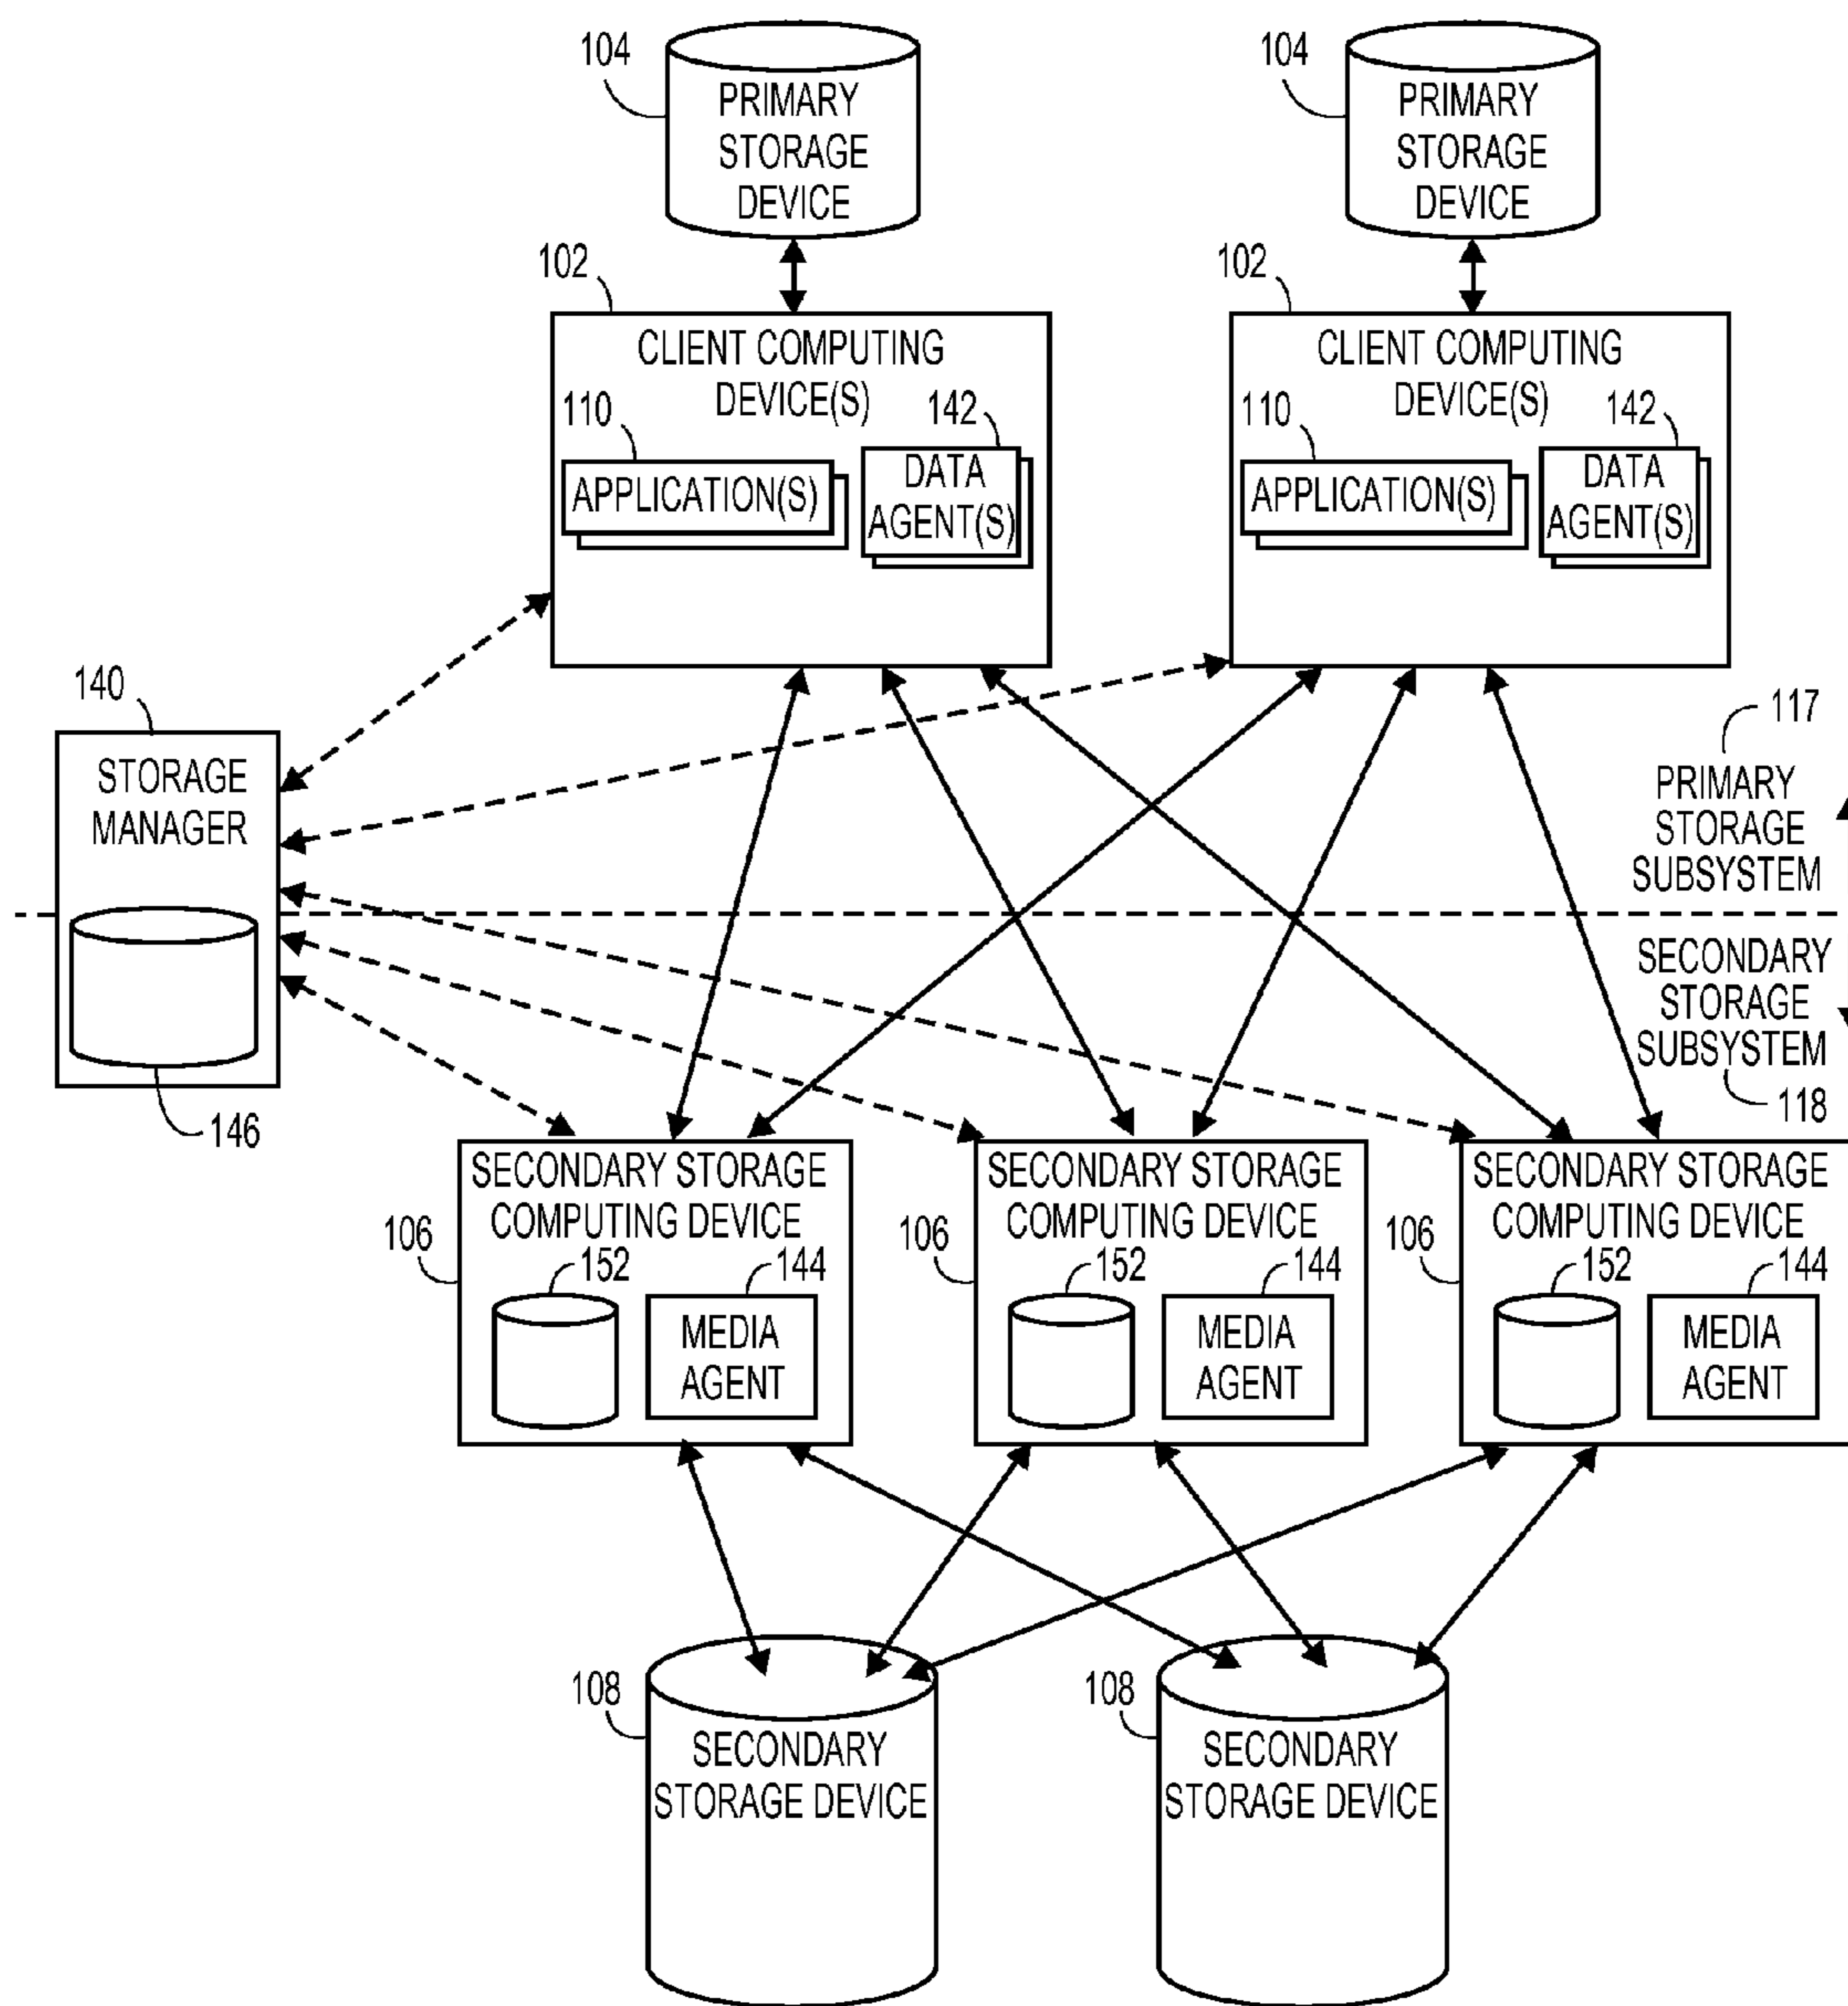 104
PRIMARY
STORAGE
DEVICE
104
PRIMARY
STORAGE
DEVICE
102
CLIENT COMPUTING
DEVICE(S)
110
142
APPLICATION(S)
DATA
AGENT(S)
102
CLIENT COMPUTING
DEVICE(S)
110
142
APPLICATION(S)
DATA
AGENT(S)
140
STORAGE
MANAGER
146
117
PRIMARY
STORAGE
SUBSYSTEM
SECONDARY
STORAGE
SUBSYSTEM
118
SECONDARY STORAGE
COMPUTING DEVICE
106
152
144
MEDIA
AGENT
SECONDARY STORAGE
COMPUTING DEVICE
106
152
144
MEDIA
AGENT
SECONDARY STORAGE
COMPUTING DEVICE
106
152
144
MEDIA
AGENT
108
SECONDARY
STORAGE DEVICE
108
SECONDARY
STORAGE DEVICE